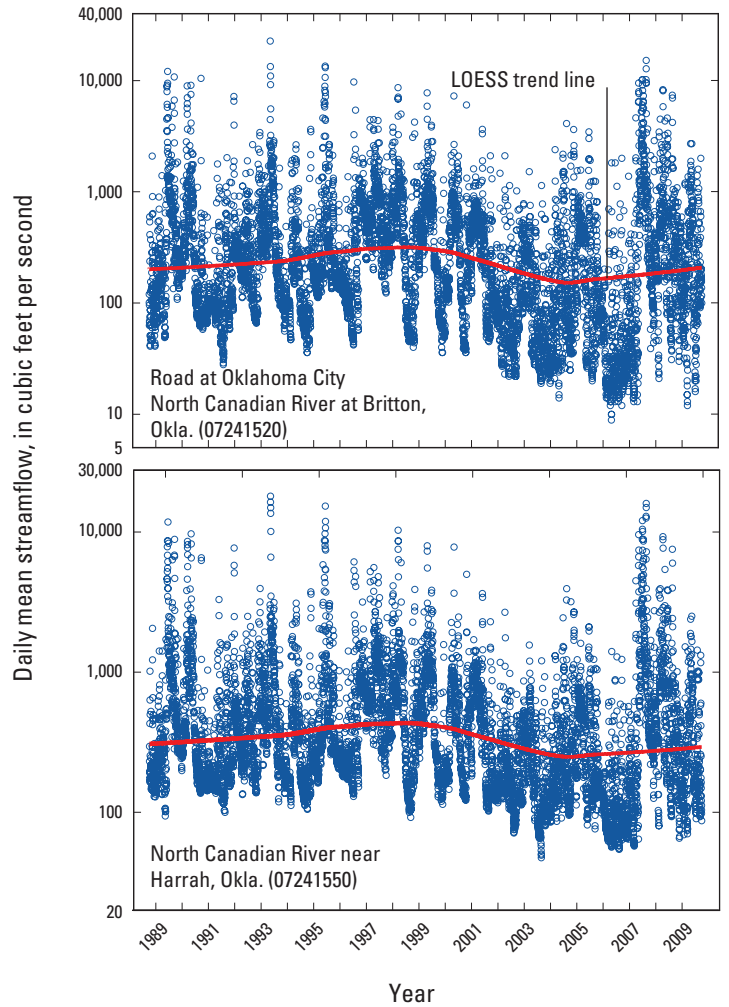 Daily mean streamflow, in cubic feet per second
40,000
10,000
1,000
100
10
5
LOESS trend line
Road at Oklahoma City
North Canadian River at Britton,
Okla. (07241520)
30,000
10,000
1,000
100
20
North Canadian River near
Harrah, Okla. (07241550)
1989 1991 1993 1995 1997 1999 2001 2003 2005 2007 2009
Year